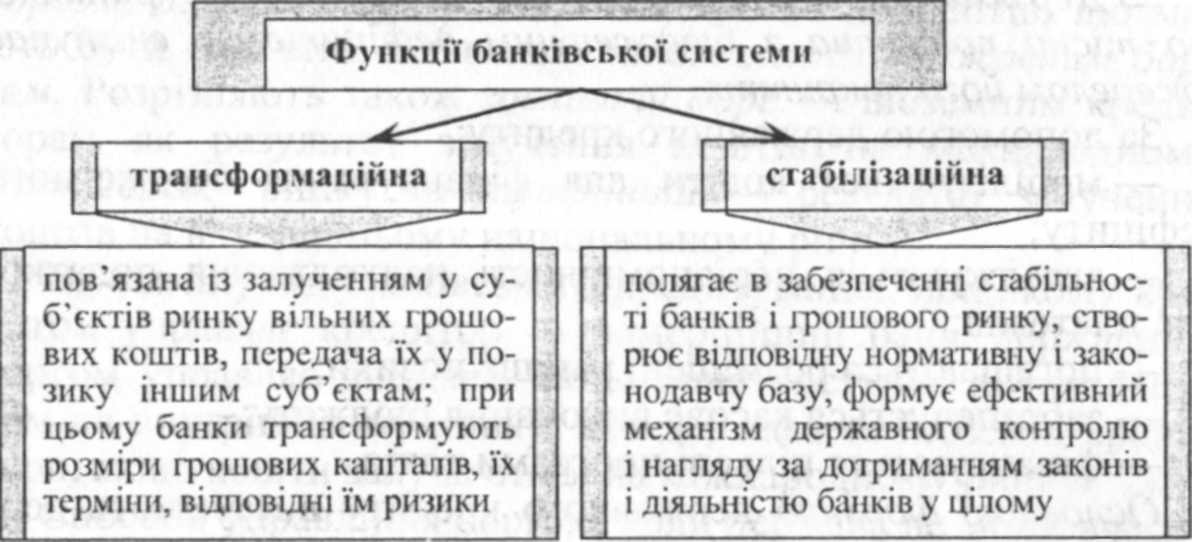 Функції банківської системи
трансформаційна
стабілізаційна
пов’язана із залученням у су-
б’єктів ринку вільних грошо-
вих коштів, передача їх у по-
зику іншим суб’єктам; при
цьому банки трансформують
розміри грошових капіталів, їх
терміни, відповідні їм ризики
полягає в забезпеченні стабільнос-
ті банків і грошового ринку, ство-
рює відповідну нормативну і зако-
нодавчу базу, формує ефективний
механізм державного контролю
і нагляду за дотриманням законів
і діяльністю банків у цілому